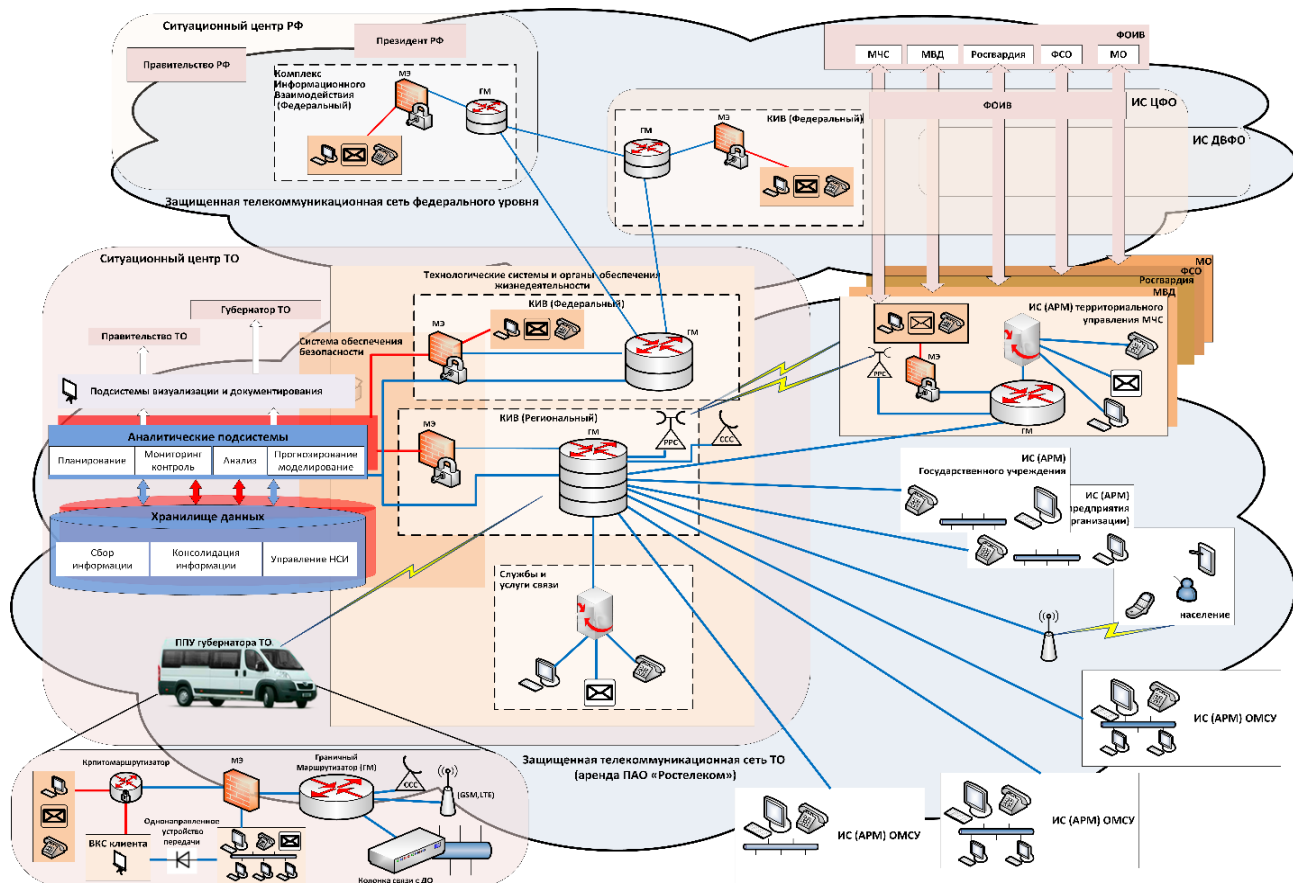 Ситуационный центр РФ
Президент РФ
Правительство РФ
Комплекс
Информационного
Взаимодействия
(Федеральный)
МЭ
ГМ
Защищенная телекоммуникационная сеть федерального уровня
ФОИВ
МЧС
МВД
Росгвардия
ФСО
МО
ФОИВ
ИС ЦФО
ИС ДВФО
КИВ (Федеральный)
ГМ
МЭ
Ситуационный центр ТО
Губернатор ТО
Правительство ТО
Технологические системы и органы обеспечения
жизнедеятельности
КИВ (Федеральный)
МЭ
ГМ
Система обеспечения
безопасности
Подсистемы визуализации и документирования
Аналитические подсистемы
Планирование
Мониторинг
контроль
Анализ
Прогнозирование
моделирование
Хранилище данных
Сбор
информации
Консолидация
информации
Управление НСИ
КИВ (Региональный)
МЭ
ГМ
РРС
ССС
Службы и
услуги связи
МО
ФСО
Росгвардия
МВД
ИС (АРМ) территориального
управления МЧС
РРС
МЭ
ГМ
ИС (АРМ)
Государственного учреждения
ИС (АРМ)
предприятия
организации)
население
ИС (АРМ) ОМСУ
ИС (АРМ) ОМСУ
ИС (АРМ) ОМСУ
Защищенная телекоммуникационная сеть ТО
(аренда ПАО «Ростелеком»)
ППУ губернатора ТО
Крпитомаршрутизатор
МЭ
Граничный
Маршрутизатор (ГМ)
ССС
(GSM,LTE)
ВКС клиента
Однонаправленное
устройство
передачи
Колонка связи с ДО